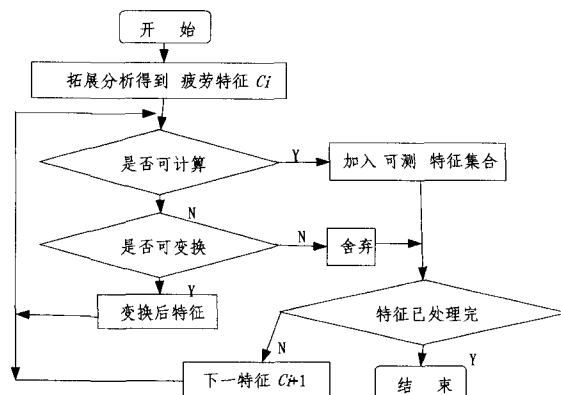 开 始
拓展分析得到 疲劳特征 Ci
是否可计算
Y
加入 可测 特征集合
N
是否可变换
N
舍弃
Y
变换后特征
特征已处理完
N
Y
下一特征 Ci+1
结 束